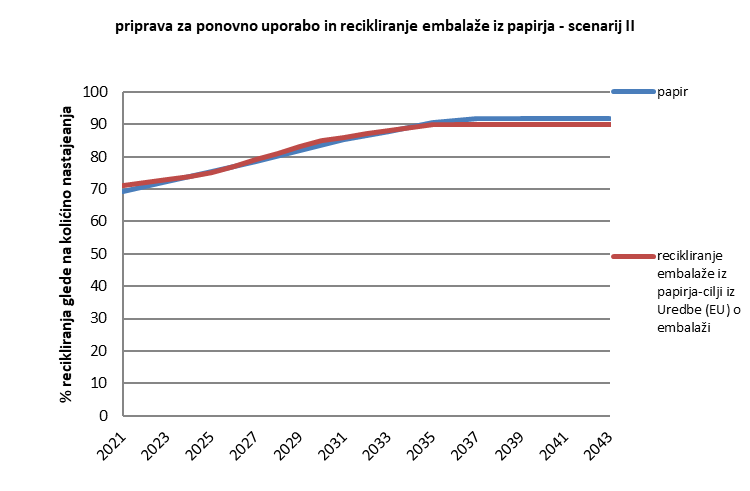 priprava za ponovno uporabo in recikliranje embalaže iz papirja - scenarij II
% recikliranja glede na količino nastajeanja
100
90
80
70
60
50
40
30
20
10
0
2021
2023
2025
2027
2029
2031
2033
2035
2037
2039
2041
2043
papir
recikliranje
embalaže iz
papirja-cilji iz
Uredbe (EU) o
embalaži